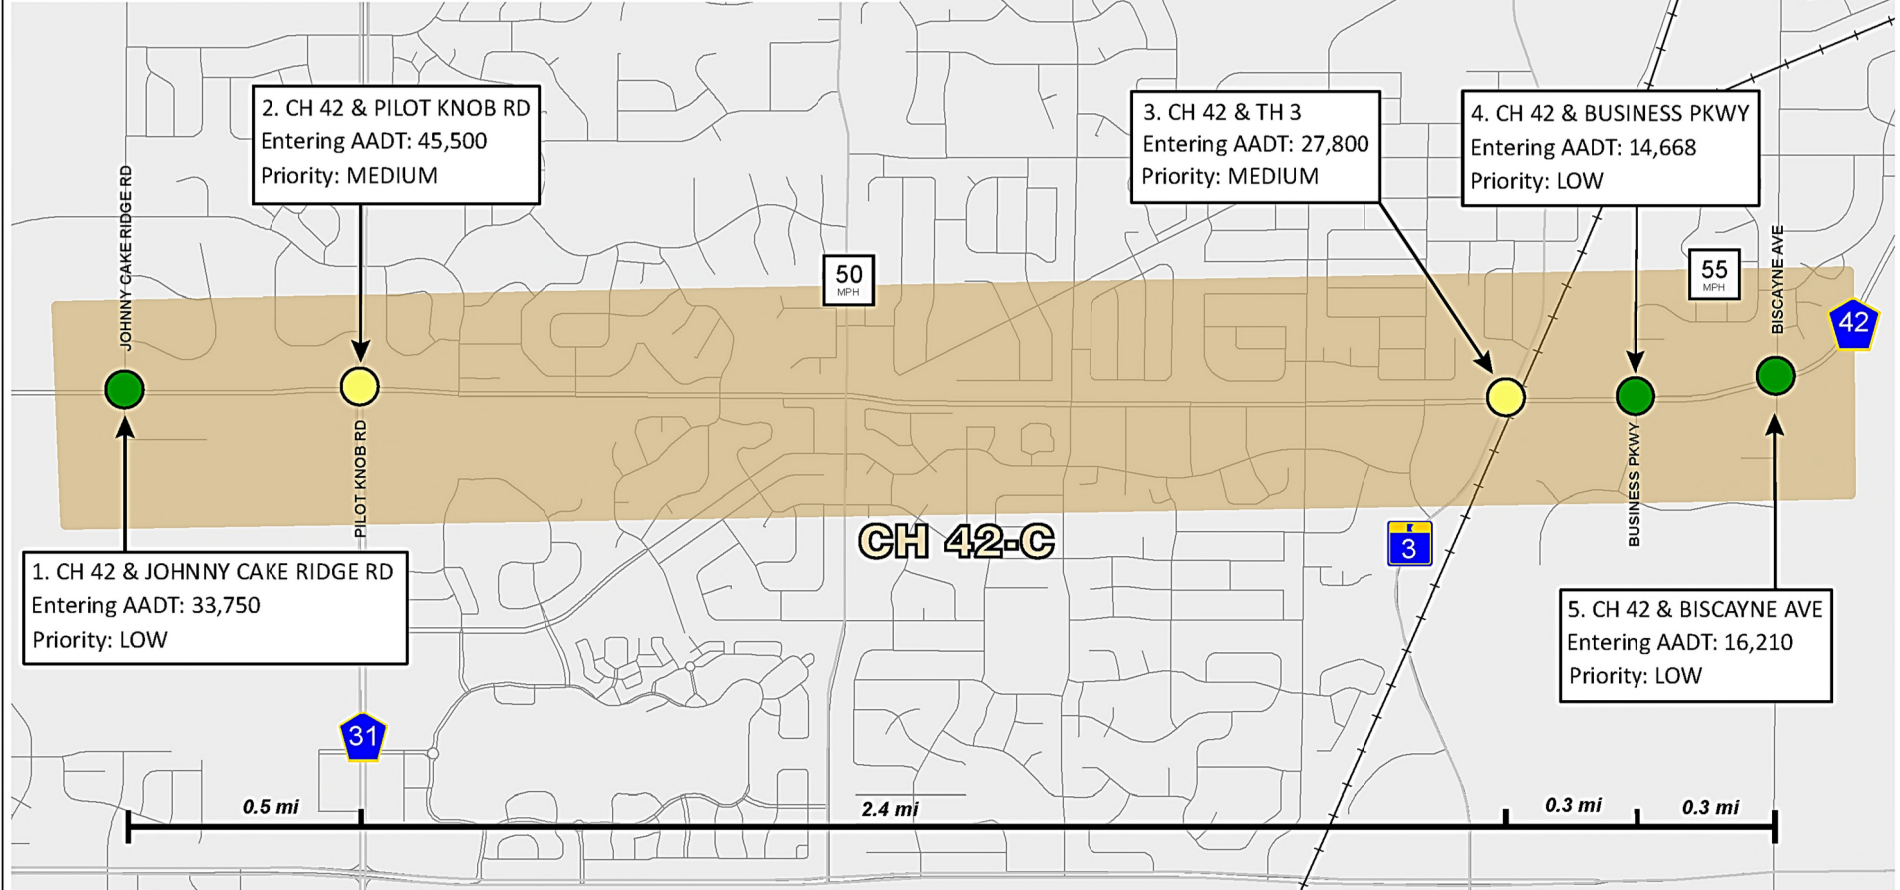 2. CH 42 & PILOT KNOB RD
Entering AADT: 45,500
Priority: MEDIUM
3. CH 42 & TH 3
Entering AADT: 27,800
Priority: MEDIUM
4. CH 42 & BUSINESS PKWY
Entering AADT: 14,668
Priority: LOW
JOHNNY CAKE RIDGE RD
50
MPH
55
MPH
BISCAYNE AVE
42
PILOT KNOB RD
BUSINESS PKWY
CH 42-C
3
1. CH 42 & JOHNNY CAKE RIDGE RD
Entering AADT: 33,750
Priority: LOW
5. CH 42 & BISCAYNE AVE
Entering AADT: 16,210
Priority: LOW
31
0.5 mi
2.4 mi
0.3 mi
0.3 mi